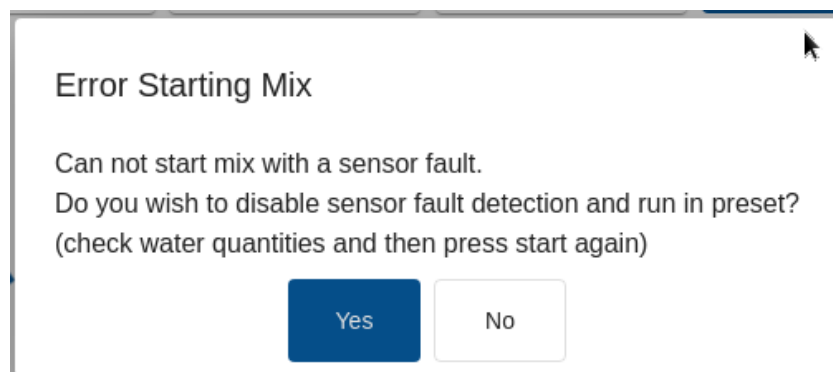 Error Starting Mix
Can not start mix with a sensor fault.
Do you wish to disable sensor fault detection and run in preset?
(check water quantities and then press start again)
Yes
No